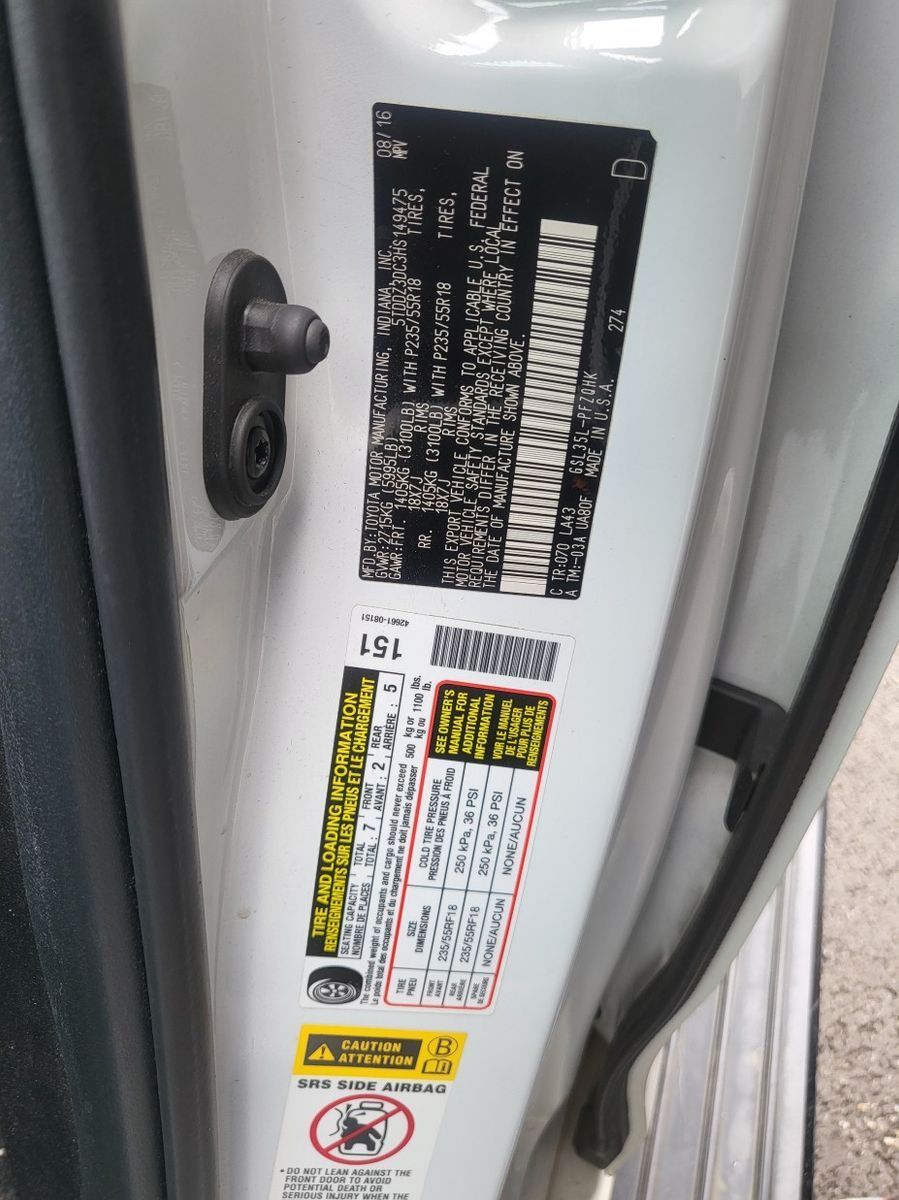 MFD.BY:TOYOTA MOTOR MANUFACTURING, INDIANA, INC. 08/16
GVWR:2715KG (5995LB) 5TDDZ3DC3HS149475 MPV
GAWR:FRT. 1405KG (3100LB) WITH P235/55R18 TIRES,
18X7J RIMS
RR. 1405KG (3100LB) WITH P235/55R18 TIRES,
18X7J RIMS
THIS EXPORT VEHICLE CONFORMS TO APPLICABLE U.S. FEDERAL
MOTOR VEHICLE SAFETY STANDARDS EXCEPT WHERE LOCAL
REQUIREMENTS DIFFER IN THE RECEIVING COUNTRY IN EFFECT ON
THE DATE OF MANUFACTURE SHOWN ABOVE.
C TR:070 LA43 GSL35L-PFZQHK 274 D
A TM:-03A UA80F MADE IN U.S.A.
TIRE AND LOADING INFORMATION
RENSEIGNEMENTS SUR LES PNEUS ET LE CHARGEMENT
151
42661-08151
SEATING CAPACITY TOTAL : 7 FRONT : 2 REAR : 5
NOMBRE DE PLACES TOTAL : AVANT : ARRIÈRE :
The combined weight of occupants and cargo should never exceed 500 kg or 1100 lbs.
Le poids total des occupants et du chargement ne doit jamais dépasser kg ou lb.
TIRE PNEU
SIZE DIMENSIONS
COLD TIRE PRESSURE PRESSION DES PNEUS À FROID
FRONT AVANT 235/55RF18 250 kPa, 36 PSI
REAR ARRIÈRE 235/55RF18 250 kPa, 36 PSI
SPARE DE SECOURS NONE/AUCUN NONE/AUCUN
SEE OWNER'S
MANUAL FOR
ADDITIONAL
INFORMATION
VOIR LE MANUEL
DE L'USAGER
POUR PLUS DE
RENSEIGNEMENTS
CAUTION
ATTENTION
B
SRS SIDE AIRBAG
• DO NOT LEAN AGAINST THE
FRONT DOOR TO AVOID
POTENTIAL DEATH OR
SERIOUS INJURY WHEN THE